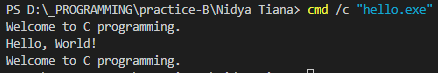 PS D:\_PROGRAMMING\practice-B\Nidya Tiana> cmd /c "hello.exe"
Welcome to C programming.
Hello, World!
Welcome to C programming.